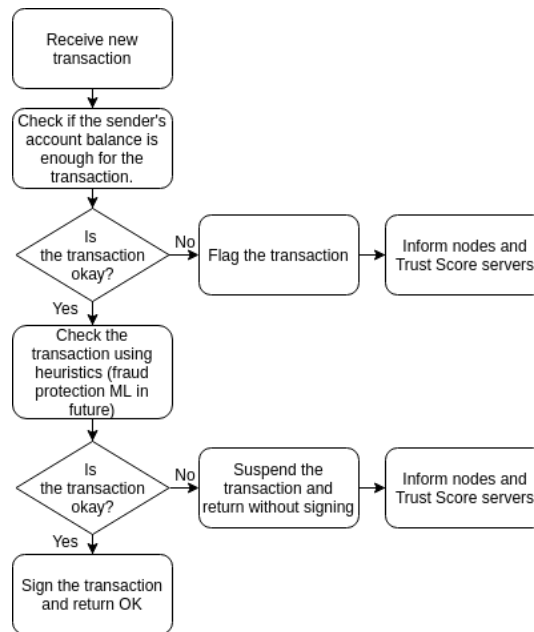 Receive new
transaction
Check if the sender's
account balance is
enough for the
transaction.
Is
the transaction
okay?
No
Flag the transaction
Inform nodes and
Trust Score servers
Yes
Check the
transaction using
heuristics (fraud
protection ML in
future)
Is
the transaction
okay?
No
Suspend the
transaction and
return without signing
Inform nodes and
Trust Score servers
Yes
Sign the transaction
and return OK